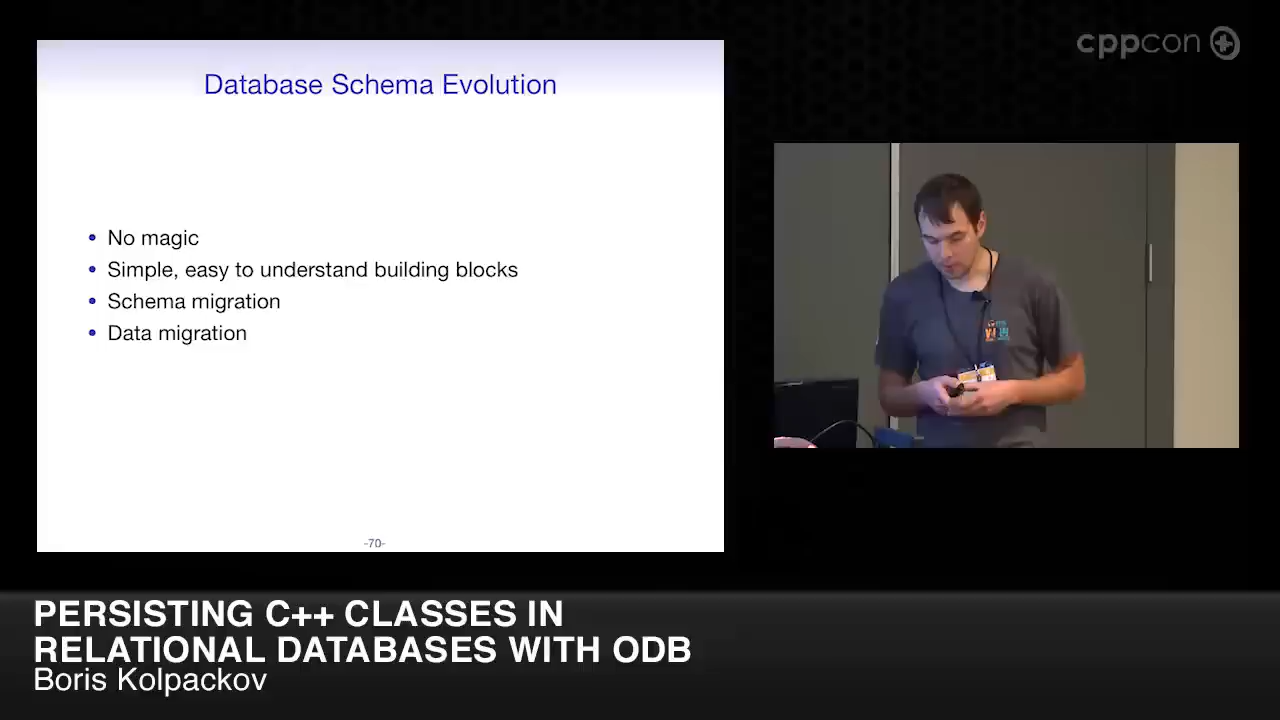 cppcon
Database Schema Evolution
No magic
Simple, easy to understand building blocks
Schema migration
Data migration
-70-
PERSISTING C++ CLASSES IN
RELATIONAL DATABASES WITH ODB
Boris Kolpackov